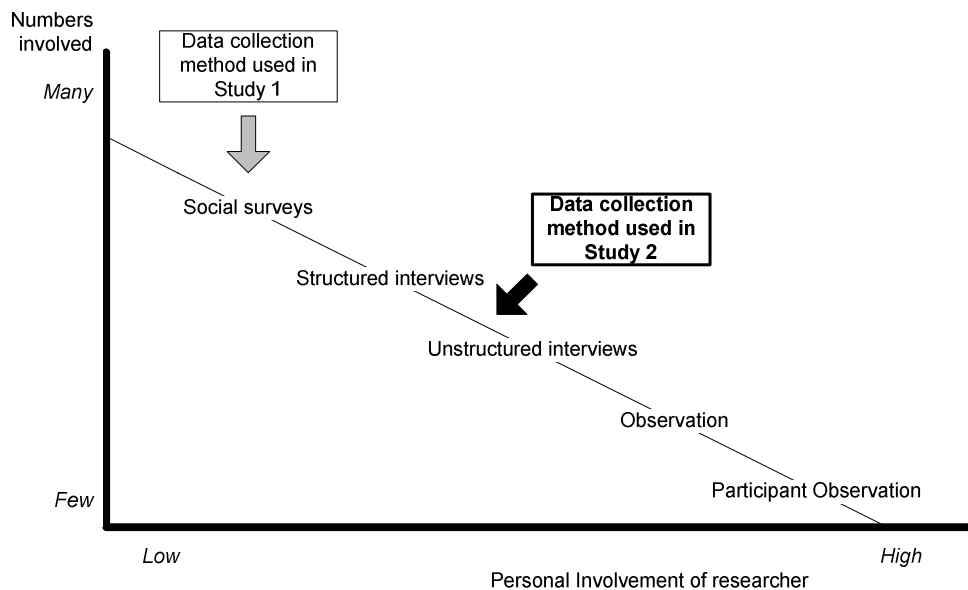 Numbers
involved
Many
Data collection
method used in
Study 1
Social surveys
Data collection
method used in
Study 2
Structured interviews
Unstructured interviews
Observation
Participant Observation
Few
Low
High
Personal Involvement of researcher